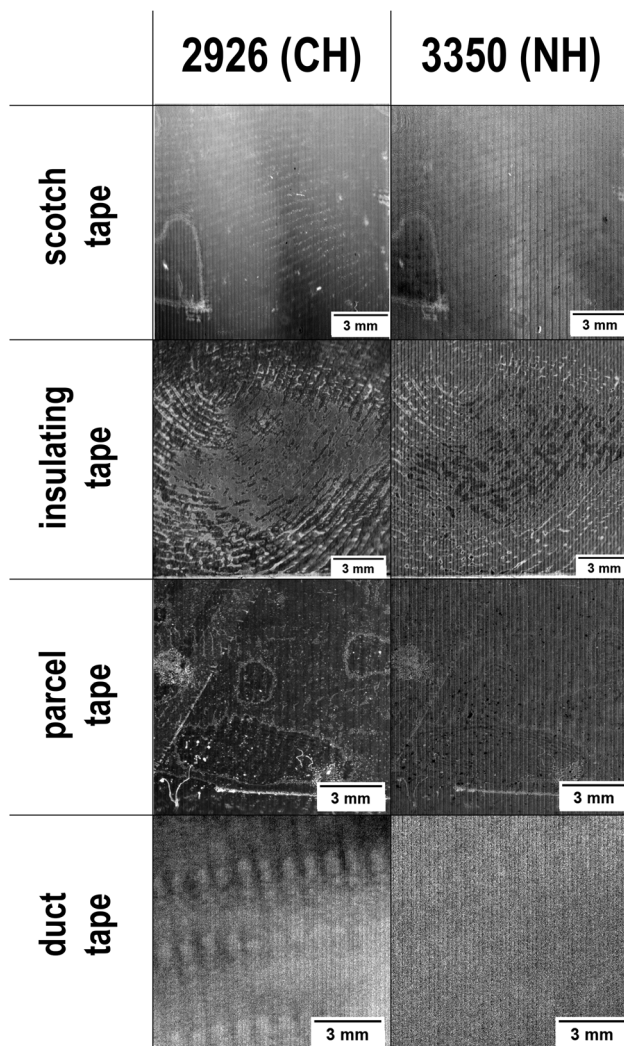 2926 (CH) 3350 (NH)
scotch
tape
3 mm 3 mm
insulating
tape
3 mm 3 mm
parcel
tape
3 mm 3 mm
duct
tape
3 mm 3 mm